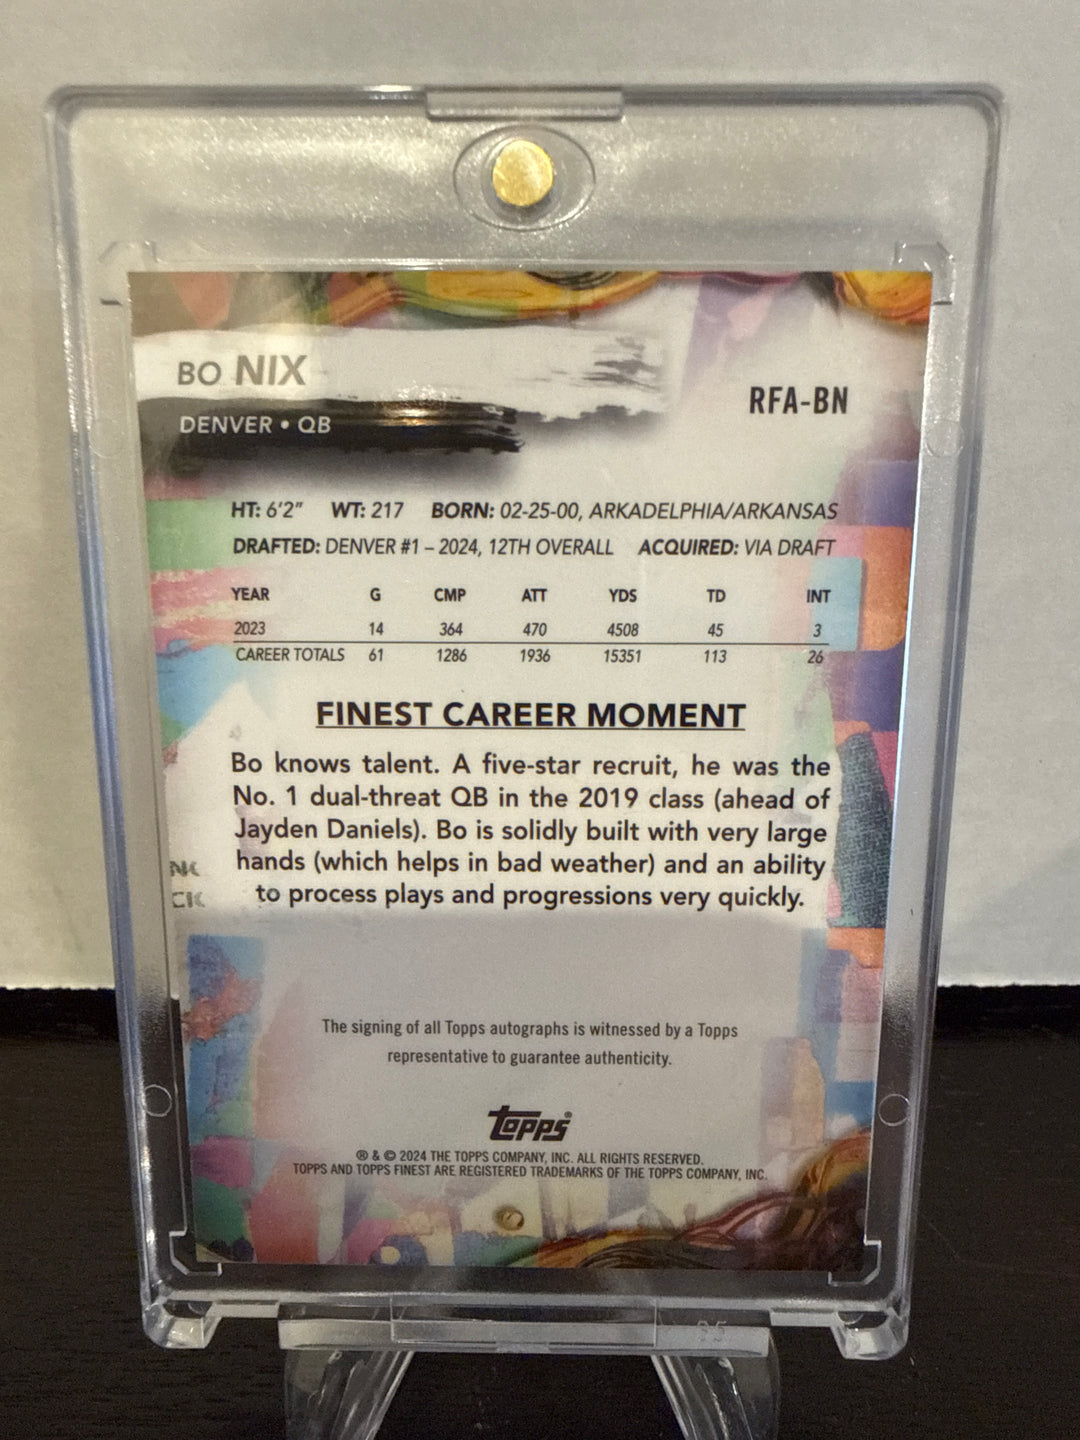 BO NIX
DENVER • QB
RFA-BN
HT: 6'2" WT: 217 BORN: 02-25-00, ARKADELPHIA/ARKANSAS
DRAFTED: DENVER #1 – 2024, 12TH OVERALL ACQUIRED: VIA DRAFT
YEAR G CMP ATT YDS TD INT
2023 14 364 470 4508 45 3
CAREER TOTALS 61 1286 1936 15351 113 26
FINEST CAREER MOMENT
Bo knows talent. A five-star recruit, he was the
No. 1 dual-threat QB in the 2019 class (ahead of
Jayden Daniels). Bo is solidly built with very large
hands (which helps in bad weather) and an ability
to process plays and progressions very quickly.
The signing of all Topps autographs is witnessed by a Topps
representative to guarantee authenticity.
topps®
® & © 2024 THE TOPPS COMPANY, INC. ALL RIGHTS RESERVED.
TOPPS AND TOPPS FINEST ARE REGISTERED TRADEMARKS OF THE TOPPS COMPANY, INC.